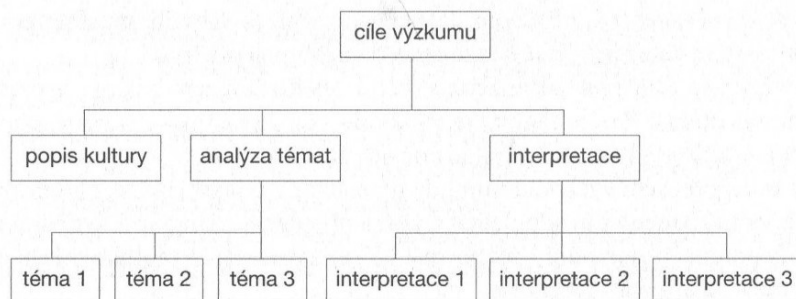 cíle výzkumu
popis kultury
analýza témat
interpretace
téma 1
téma 2
téma 3
interpretace 1
interpretace 2
interpretace 3